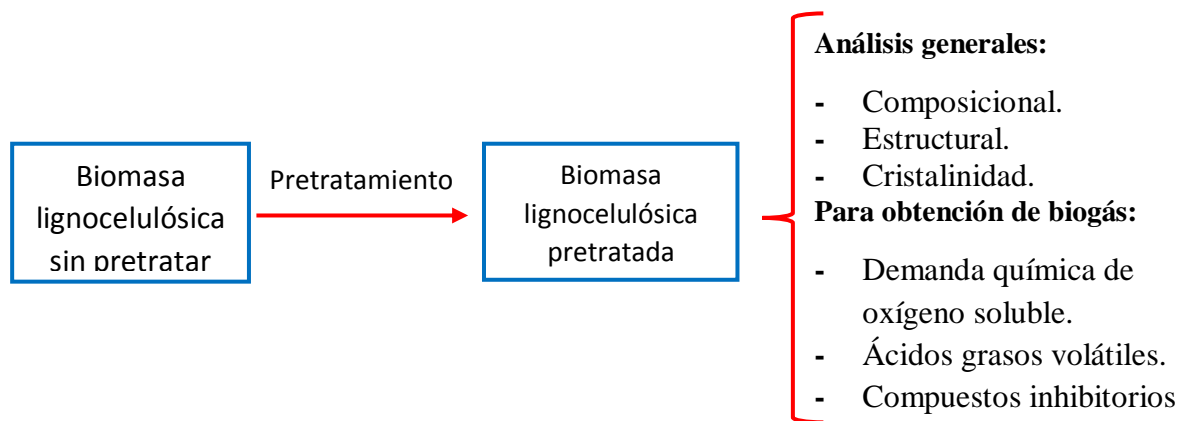 Biomasa
lignocelulósica
sin pretratar
Pretratamiento
Biomasa
lignocelulósica
pretratada
Análisis generales:
- Composicional.
- Estructural.
- Cristalinidad.
Para obtención de biogás:
- Demanda química de
oxígeno soluble.
- Ácidos grasos volátiles.
- Compuestos inhibitorios